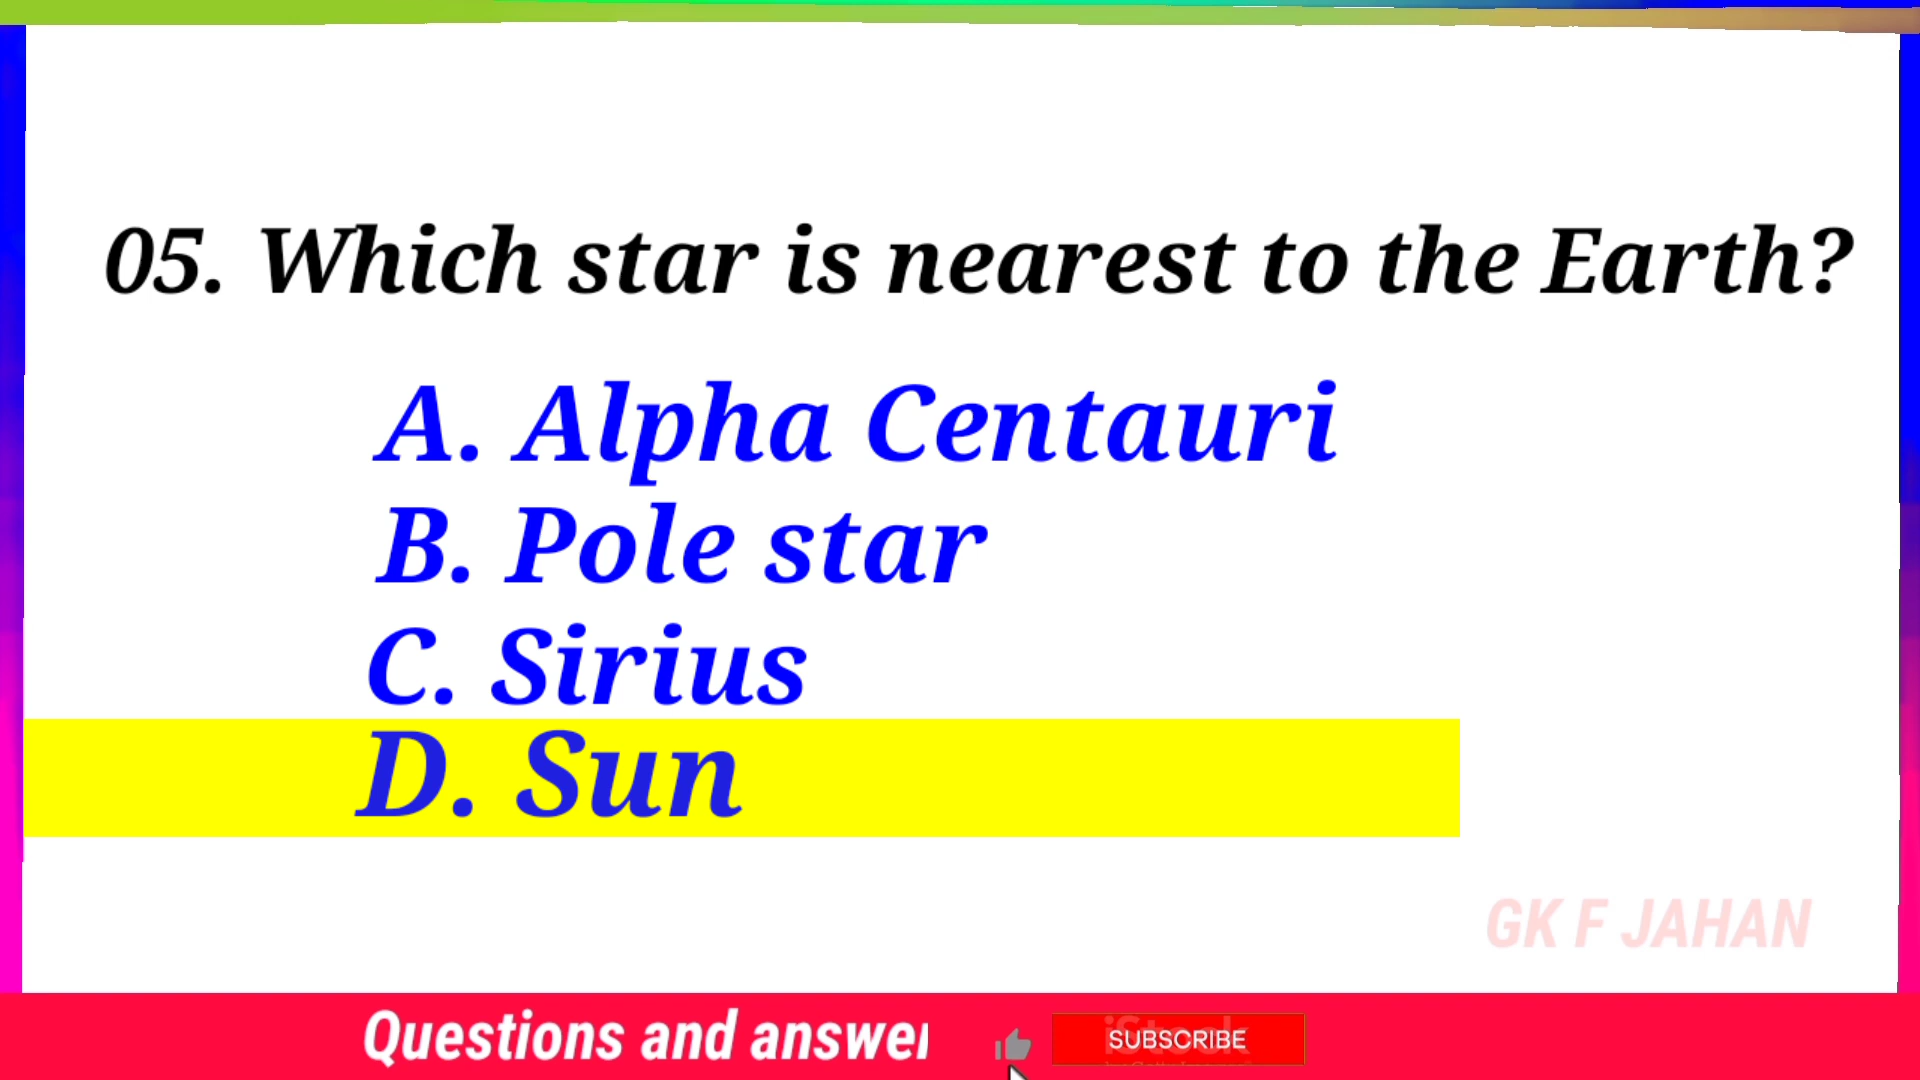 05. Which star is nearest to the Earth?
A. Alpha Centauri
B. Pole star
C. Sirius
D. Sun
GK F JAHAN
Questions and answer
SUBSCRIBE
iStock